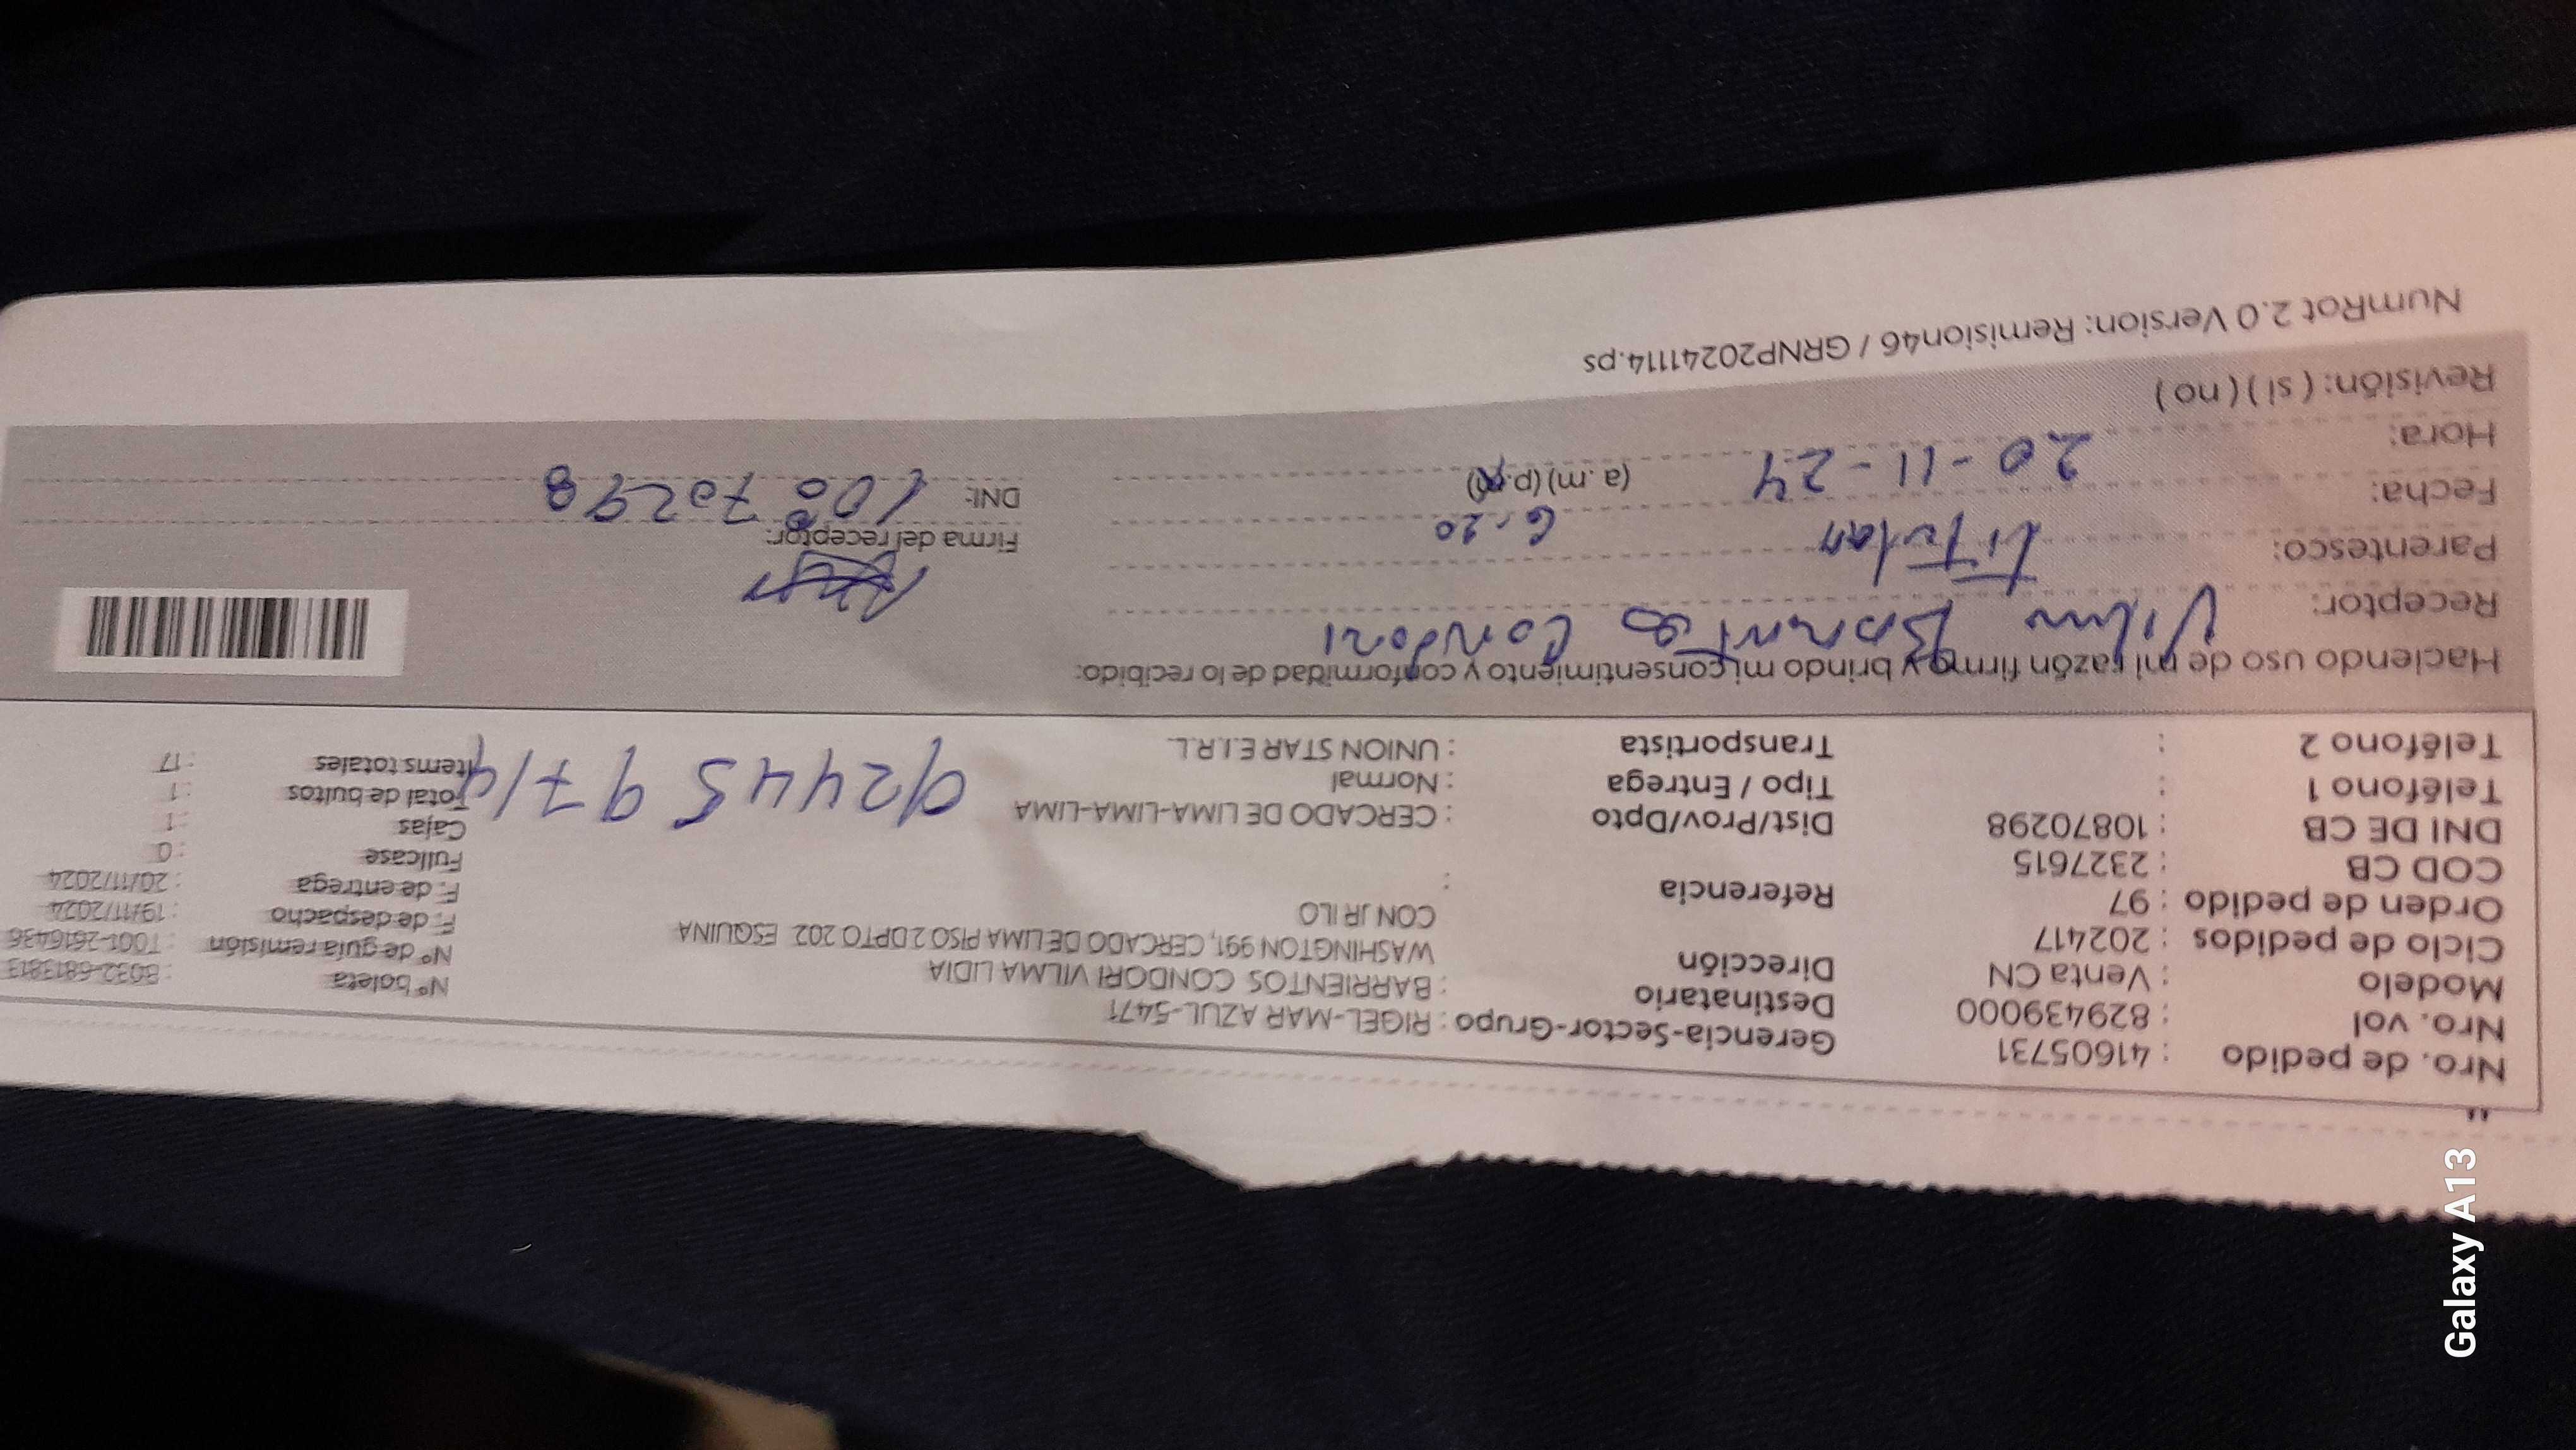 Nro. de pedido : 41605731
Nro. vol : 829439000
Modelo : Venta CN
Ciclo de pedidos : 202417
Orden de pedido : 97
COD CB : 2327615
DNI DE CB : 10870298
Teléfono 1 :
Teléfono 2 :
Gerencia-Sector-Grupo : RIGEL-MAR AZUL-5471
Destinatario : BARRIENTOS CONDORI VILMA LIDIA
Dirección WASHINGTON 991, CERCADO DE LIMA PISO 2 DPTO 202 ESQUINA
CON JR ILO
Referencia :
Dist/Prov/Dpto : CERCADO DE LIMA-LIMA-LIMA
Tipo / Entrega : Normal
Transportista : UNION STAR E.I.R.L.
N° boleta : B032-6813813
N° de guía remisión : T001-2616436
F. de despacho : 19/11/2024
F. de entrega : 20/11/2024
Fullcase : 0
Cajas : 1
Total de bultos : 1
Items totales : 17
Haciendo uso de mi razón firmo y brindo mi consentimiento y conformidad de lo recibido:
Receptor: Vilma Condori
Parentesco: Titular
6:20
Fecha: 20-11-24
Hora: (a.m) (p.m)
Revisión: (si) (no)
Firma del receptor:
DNI:
NumRot 2.0 Version: Remision46 / GRNP20241114.ps
Galaxy A13